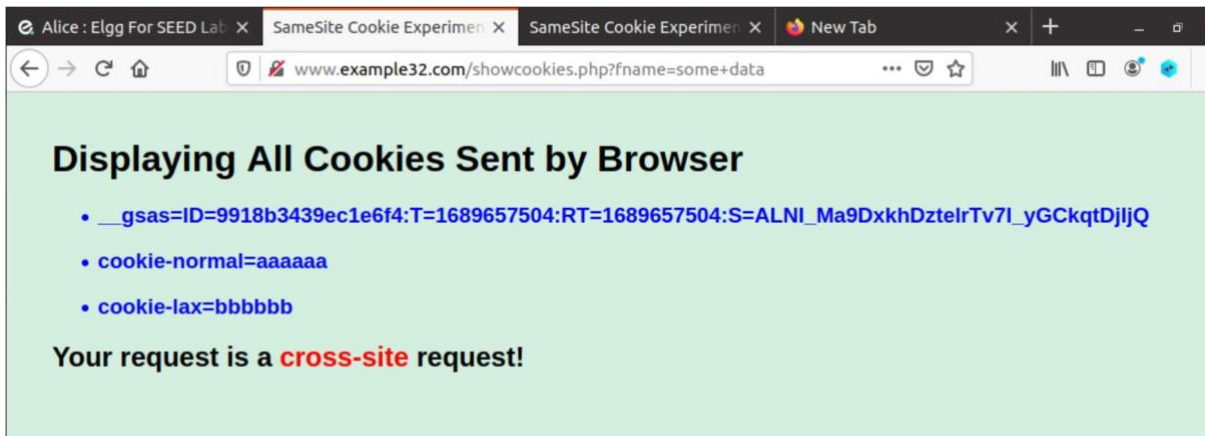 Alice : Elgg For SEED Lab
SameSite Cookie Experimen
SameSite Cookie Experimen
New Tab
www.example32.com/showcookies.php?fname=some+data
Displaying All Cookies Sent by Browser
• __gsas=ID=9918b3439ec1e6f4:T=1689657504:RT=1689657504:S=ALNI_Ma9DxkhDztelrTv7l_yGCkqtDjIjQ
• cookie-normal=aaaaaa
• cookie-lax=bbbbbb
Your request is a cross-site request!